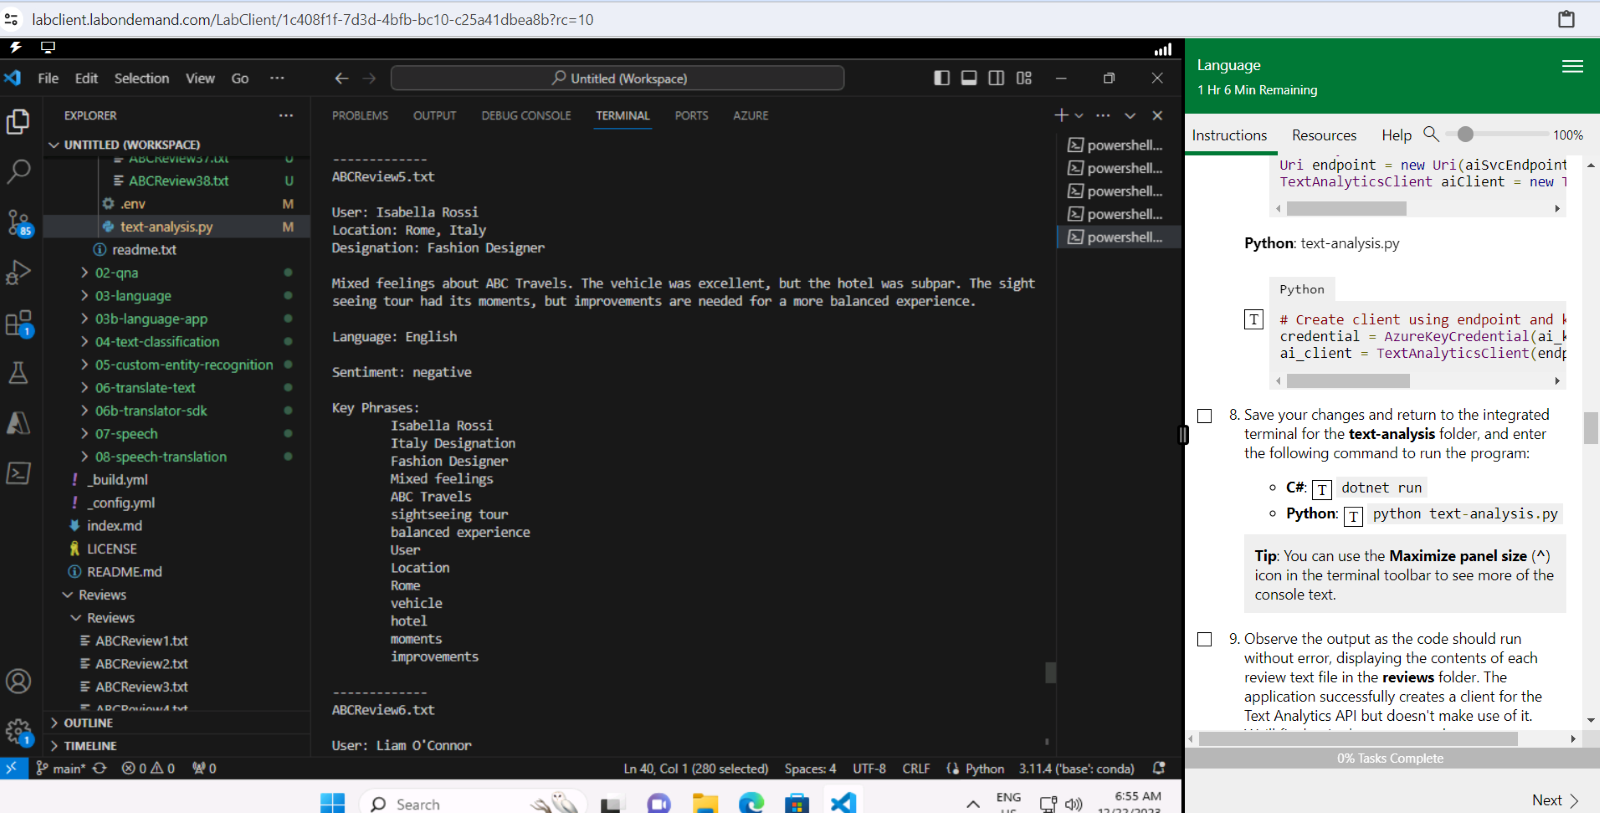 labclient.labondemand.com/LabClient/1c408f1f-7d3d-4bfb-bc10-c25a41dbea8b?rc=10
File Edit Selection View Go ···
Untitled (Workspace)
EXPLORER ···
UNTITLED (WORKSPACE)
ABCReview37.txt U
ABCReview38.txt U
.env M
text-analysis.py M
readme.txt
02-qna
03-language
03b-language-app
04-text-classification
05-custom-entity-recognition
06-translate-text
06b-translator-sdk
07-speech
08-speech-translation
_build.yml
_config.yml
index.md
LICENSE
README.md
Reviews
Reviews
ABCReview1.txt
ABCReview2.txt
ABCReview3.txt
ABCReview4.txt
OUTLINE
TIMELINE
85
1
1
PROBLEMS OUTPUT DEBUG CONSOLE TERMINAL PORTS AZURE
-------------
ABCReview5.txt
User: Isabella Rossi
Location: Rome, Italy
Designation: Fashion Designer
Mixed feelings about ABC Travels. The vehicle was excellent, but the hotel was subpar. The sight
seeing tour had its moments, but improvements are needed for a more balanced experience.
Language: English
Sentiment: negative
Key Phrases:
Isabella Rossi
Italy Designation
Fashion Designer
Mixed feelings
ABC Travels
sightseeing tour
balanced experience
User
Location
Rome
vehicle
hotel
moments
improvements
-------------
ABCReview6.txt
User: Liam O'Connor
powershell...
powershell...
powershell...
powershell...
powershell...
main* 0 0 0
Ln 40, Col 1 (280 selected) Spaces: 4 UTF-8 CRLF Python 3.11.4 ('base': conda)
Search
ENG
US
6:55 AM
12/22/2023
Language
1 Hr 6 Min Remaining
Instructions Resources Help 100%
Uri endpoint = new Uri(aiSvcEndpoint
TextAnalyticsClient aiClient = new T
Python: text-analysis.py
Python
T
# Create client using endpoint and k
credential = AzureKeyCredential(ai_k
ai_client = TextAnalyticsClient(endp
8. Save your changes and return to the integrated
terminal for the text-analysis folder, and enter
the following command to run the program:
C#: T dotnet run
Python: T python text-analysis.py
Tip: You can use the Maximize panel size (^)
icon in the terminal toolbar to see more of the
console text.
9. Observe the output as the code should run
without error, displaying the contents of each
review text file in the reviews folder. The
application successfully creates a client for the
Text Analytics API but doesn't make use of it.
0% Tasks Complete
Next